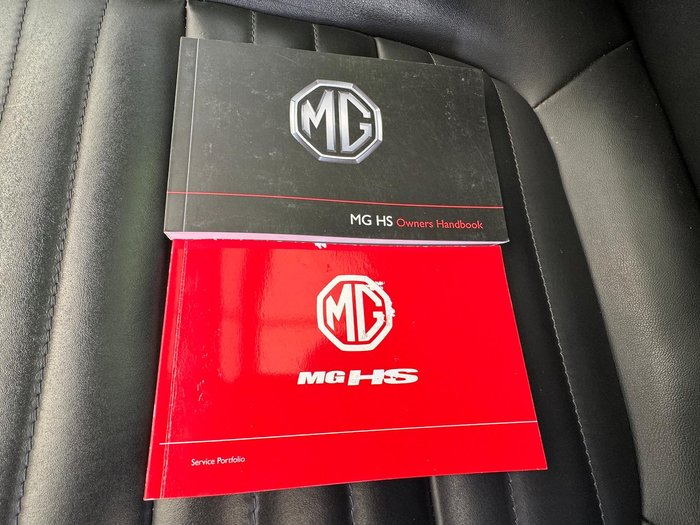 MG
MG HS Owners Handbook
MG
MG HS
Service Portfolio